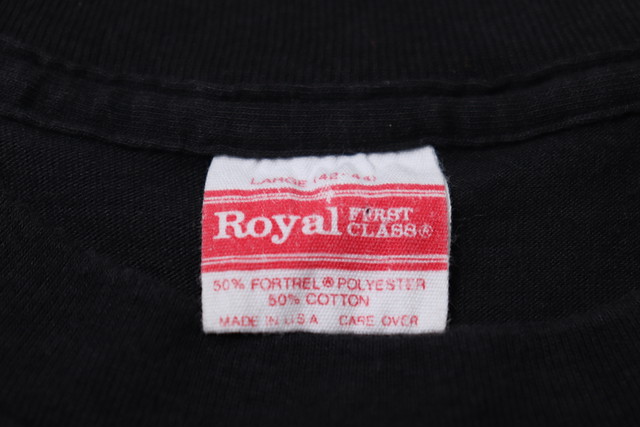 LARGE (42-44)
Royal FIRST CLASS®
50% FORTREL® POLYESTER
50% COTTON
MADE IN U.S.A CARE OVER